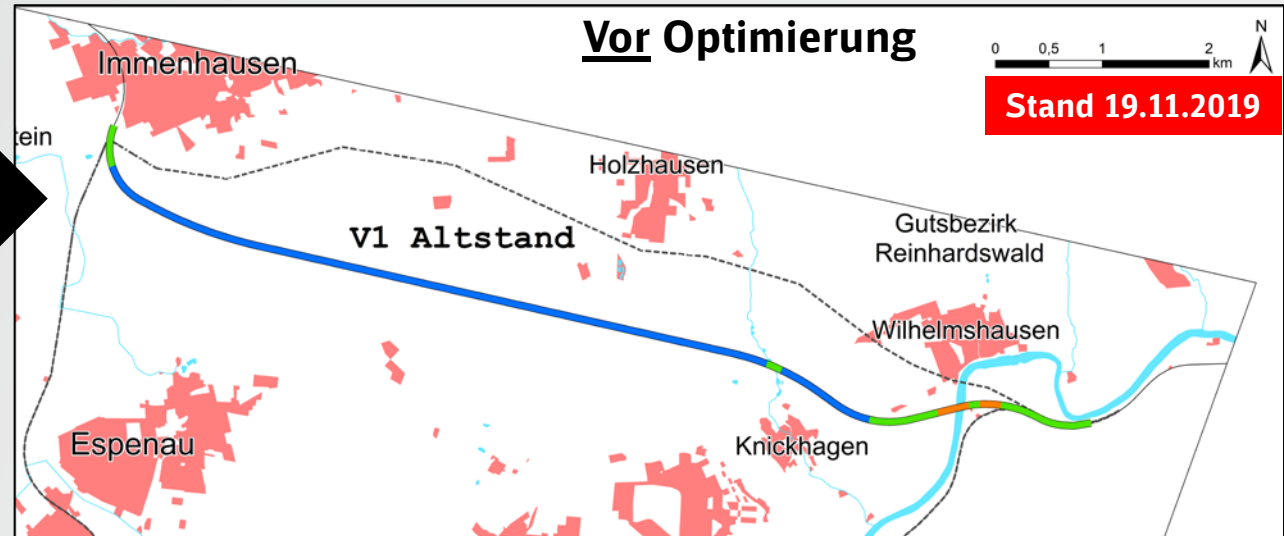 Vor Optimierung
N
0 0,5 1 2
km
Stand 19.11.2019
Immenhausen
tein
Holzhausen
V1 Altstand
Gutsbezirk
Reinhardswald
Wilhelmshausen
Espenau
Knickhagen